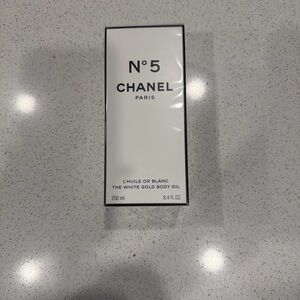 N°5
CHANEL
PARIS
L'HUILE OR BLANC
THE WHITE GOLD BODY OIL
250 ml 8.4 FL.OZ.